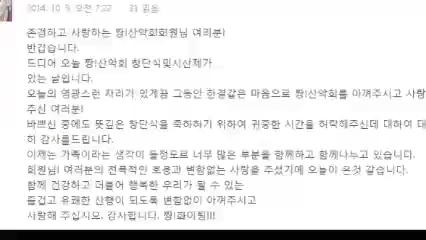 2014. 10. 9. 오전 7:22    21 읽음
존경하고 사랑하는 짱!산악회회원님 여러분!
반갑습니다.
드디어 오늘 짱!산악회 창단식및시산제가
있는 날입니다.
오늘의 영광스런 자리가 있게끔 그동안 한결같은 마음으로 짱!산악회를 아껴주시고 사랑
주신 여러분!
바쁘신 중에도 뜻깊은 창단식을 축하하기 위하여 귀중한 시간을 허락해주신데 대하여 대
히 감사를드립니다.
이제는 가족이라는 생각이 들정도로 너무 많은 부분을 함께하고 함께나누고 있습니다.
회원님! 여러분의 전폭적인 호응과 변함없는 사랑을 주셨기에 오늘이 온것 같습니다.
함께 건강하고 더불어 행복한 우리가 될 수 있는
즐겁고 유쾌한 산행이 되도록 변함없이 아껴주시고
사랑해 주십시요. 감사합니다. 짱!화이팅!!!